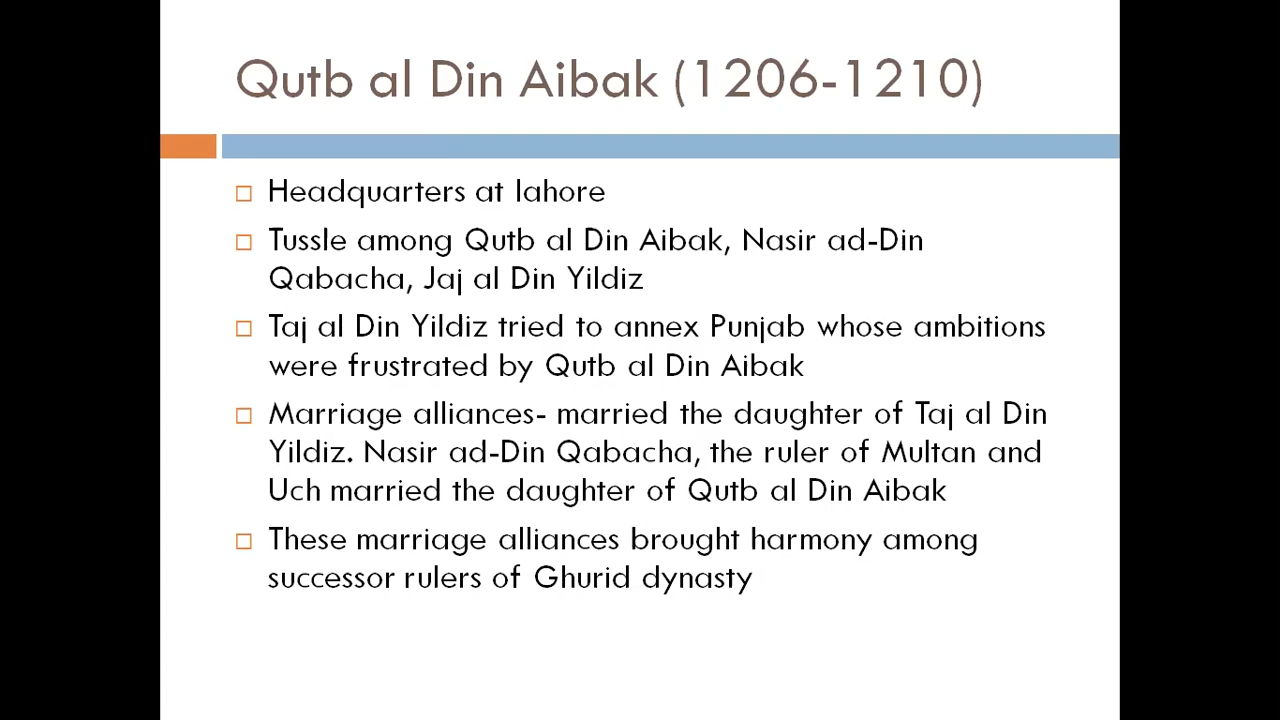 Qutb al Din Aibak (1206-1210)
Headquarters at lahore
Tussle among Qutb al Din Aibak, Nasir ad-Din
Qabacha, Jaj al Din Yildiz
Taj al Din Yildiz tried to annex Punjab whose ambitions
were frustrated by Qutb al Din Aibak
Marriage alliances- married the daughter of Taj al Din
Yildiz. Nasir ad-Din Qabacha, the ruler of Multan and
Uch married the daughter of Qutb al Din Aibak
These marriage alliances brought harmony among
successor rulers of Ghurid dynasty